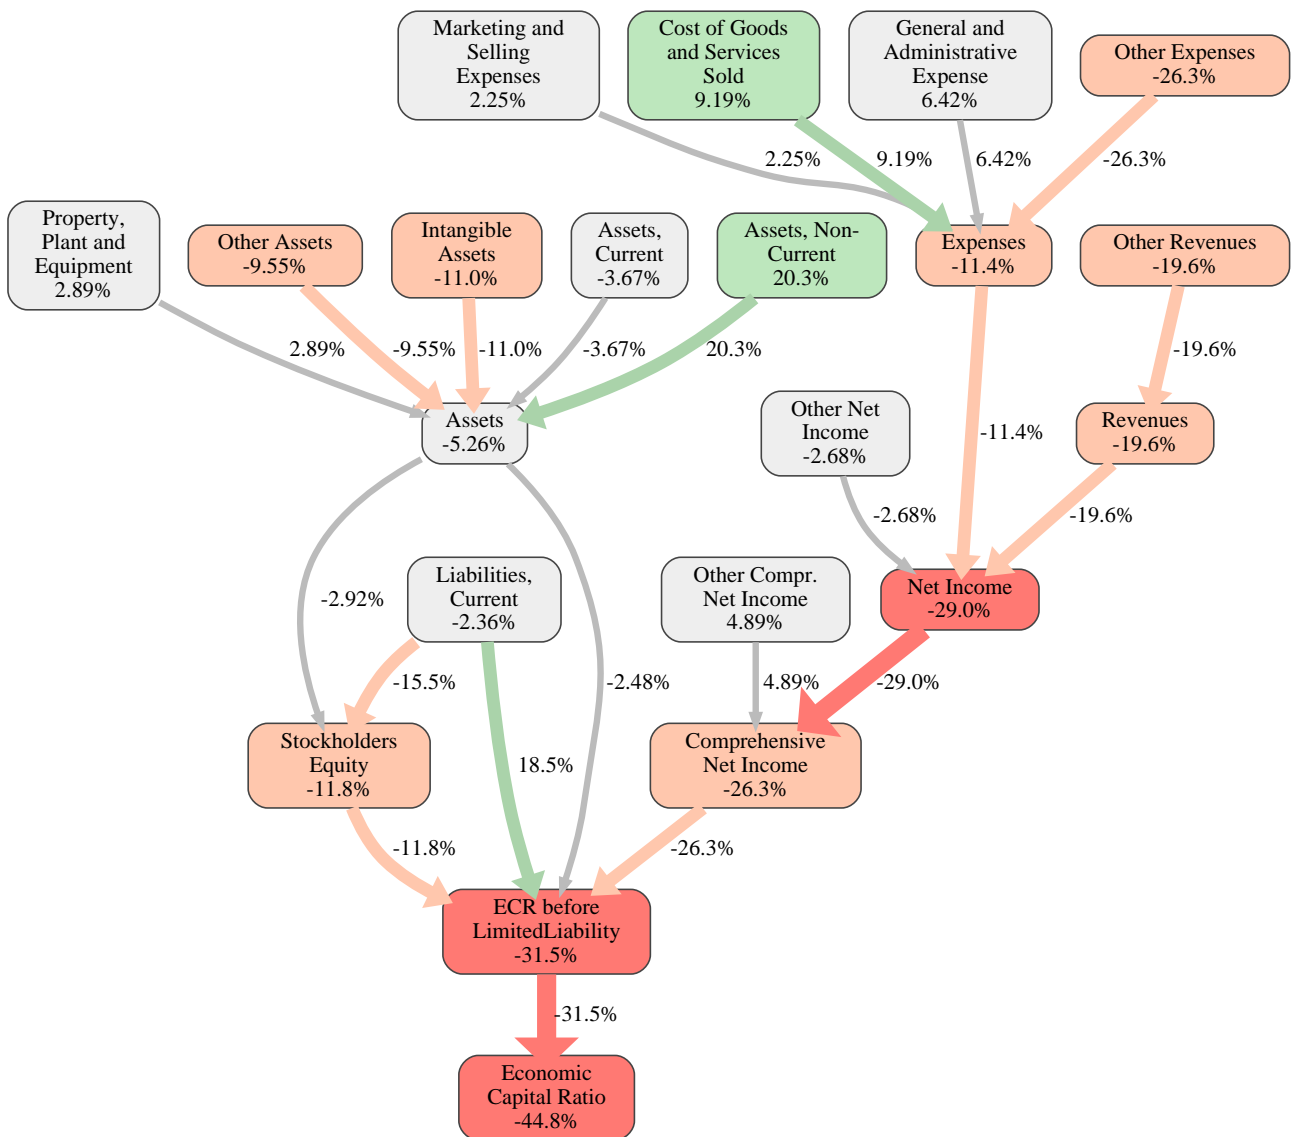 Marketing and
Selling
Expenses
2.25%
Cost of Goods
and Services
Sold
9.19%
General and
Administrative
Expense
6.42%
Other Expenses
-26.3%
2.25%
9.19%
6.42%
-26.3%
Property,
Plant and
Equipment
2.89%
Other Assets
-9.55%
Intangible
Assets
-11.0%
Assets,
Current
-3.67%
Assets, Non-
Current
20.3%
Expenses
-11.4%
Other Revenues
-19.6%
2.89%
-9.55%
-11.0%
-3.67%
20.3%
-19.6%
Assets
-5.26%
Other Net
Income
-2.68%
-11.4%
Revenues
-19.6%
-2.68%
-19.6%
-2.92%
Liabilities,
Current
-2.36%
Other Compr.
Net Income
4.89%
Net Income
-29.0%
-15.5%
-2.48%
4.89%
-29.0%
Stockholders
Equity
-11.8%
18.5%
Comprehensive
Net Income
-26.3%
-11.8%
-26.3%
ECR before
LimitedLiability
-31.5%
-31.5%
Economic
Capital Ratio
-44.8%